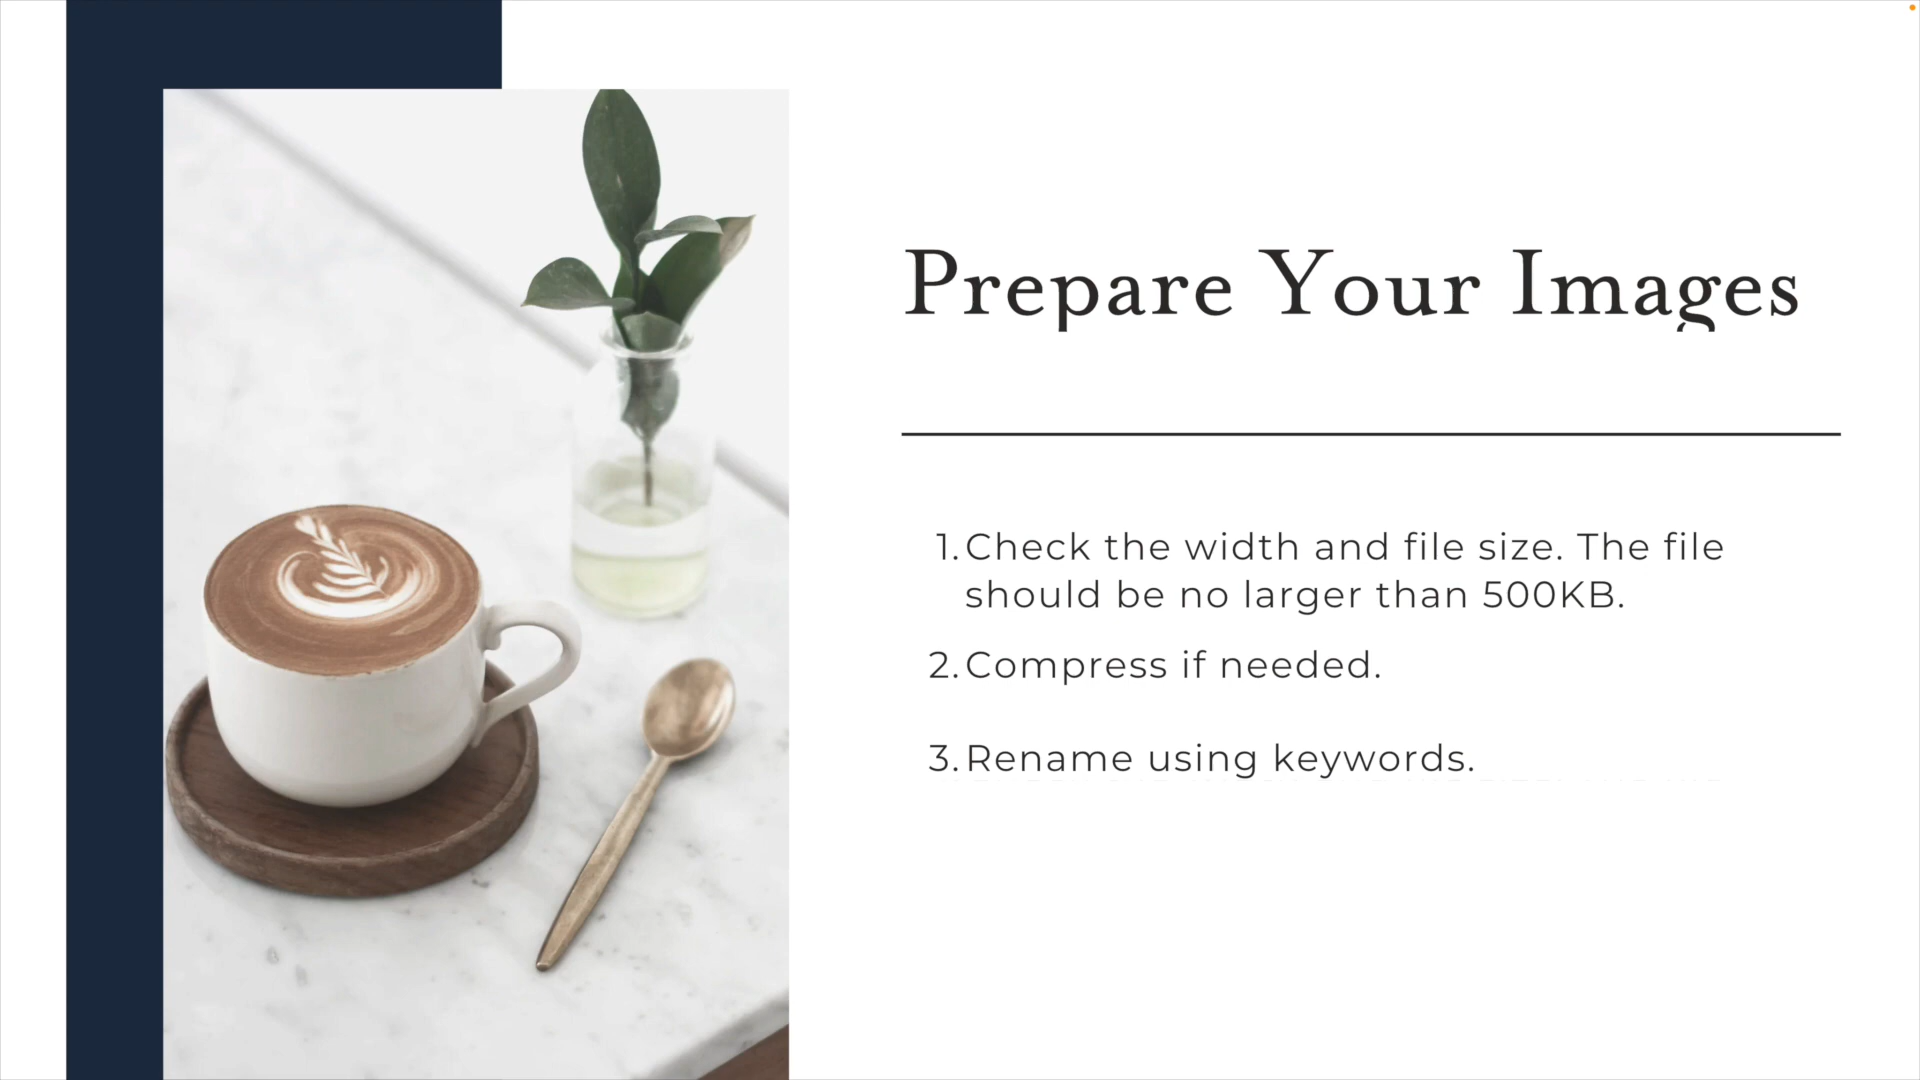 Prepare Your Images
1. Check the width and file size. The file
should be no larger than 500KB.
2. Compress if needed.
3. Rename using keywords.